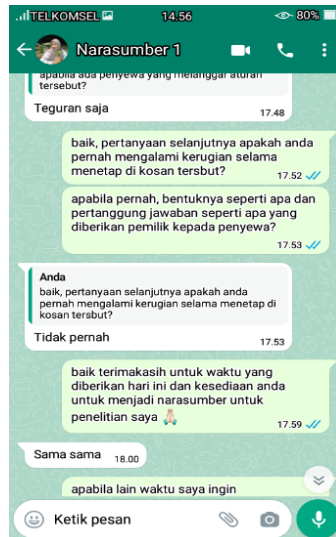 TELKOMSEL 14.56 80%
Narasumber 1
apabila ada penyewa yang melanggar aturan
tersebut?
Teguran saja 17.48
baik, pertanyaan selanjutnya apakah anda
pernah mengalami kerugian selama
menetap di kosan tersbut? 17.52
apabila pernah, bentuknya seperti apa dan
pertanggung jawaban seperti apa yang
diberikan pemilik kepada penyewa?
17.53
Anda
baik, pertanyaan selanjutnya apakah anda
pernah mengalami kerugian selama menetap di
kosan tersbut?
Tidak pernah 17.53
baik terimakasih untuk waktu yang
diberikan hari ini dan kesediaan anda
untuk menjadi narasumber untuk
penelitian saya 🙏🏻 17.59
Sama sama 18.00
apabila lain waktu saya ingin
Ketik pesan